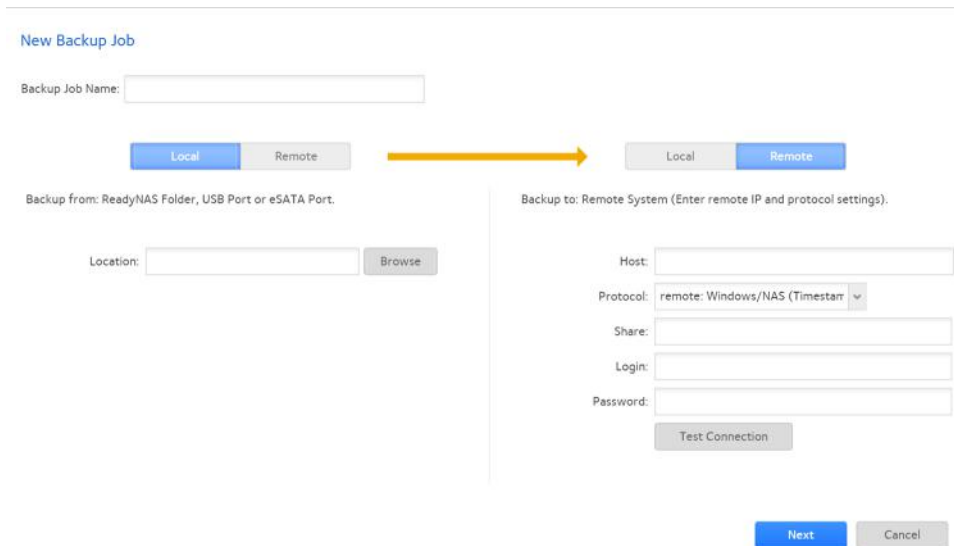 New Backup Job
Backup Job Name:
Local Remote Local Remote
Backup from: ReadyNAS Folder, USB Port or eSATA Port.
Backup to: Remote System (Enter remote IP and protocol settings).
Location: Browse
Host:
Protocol: remote: Windows/NAS (Timestam
Share:
Login:
Password:
Test Connection
Next Cancel